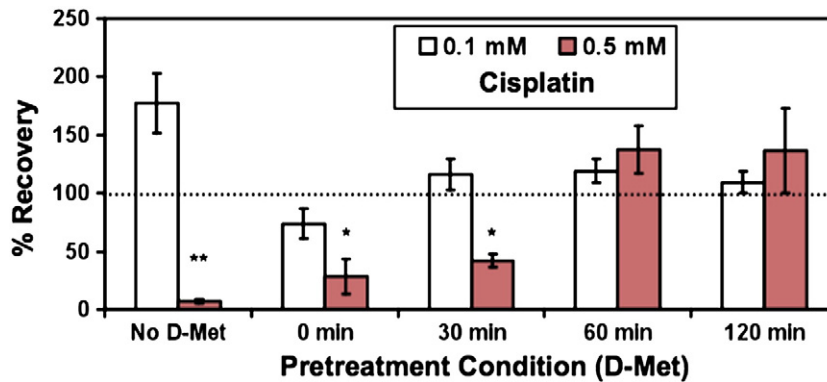 250
200
150
100
50
0
% Recovery
0.1 mM 0.5 mM
Cisplatin
** * *
No D-Met 0 min 30 min 60 min 120 min
Pretreatment Condition (D-Met)